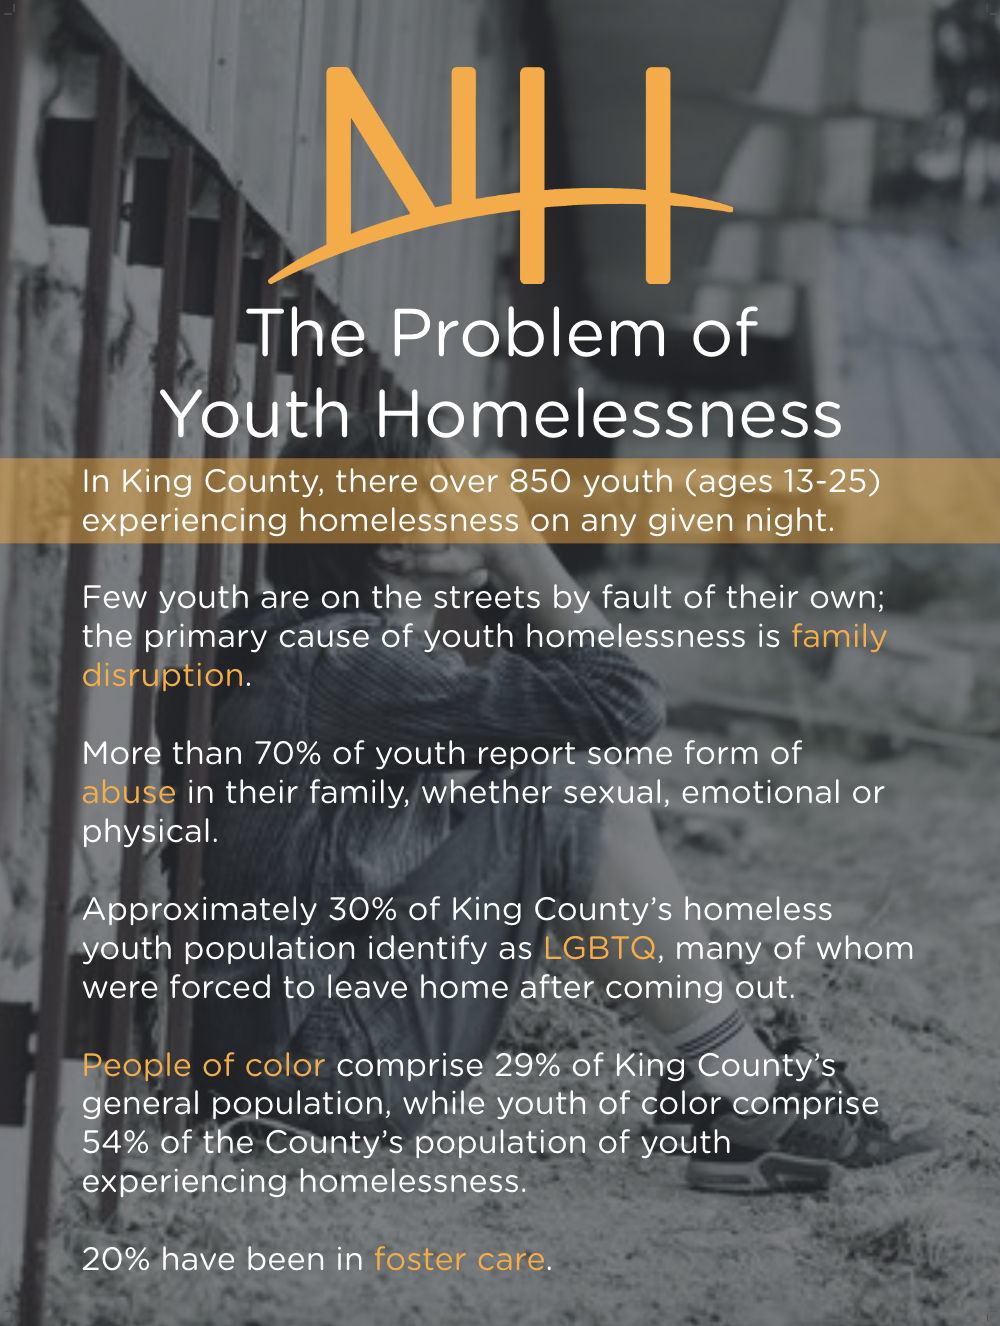 NH
The Problem of
Youth Homelessness
In King County, there over 850 youth (ages 13-25)
experiencing homelessness on any given night.
Few youth are on the streets by fault of their own;
the primary cause of youth homelessness is family
disruption.
More than 70% of youth report some form of
abuse in their family, whether sexual, emotional or
physical.
Approximately 30% of King County’s homeless
youth population identify as LGBTQ, many of whom
were forced to leave home after coming out.
People of color comprise 29% of King County’s
general population, while youth of color comprise
54% of the County’s population of youth
experiencing homelessness.
20% have been in foster care.